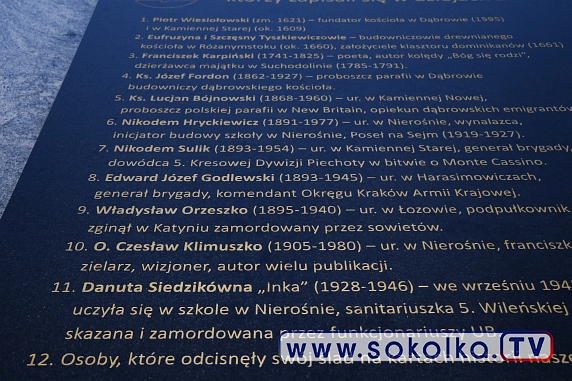 którzy zapisali się w dziejach
1. Piotr Wiesiołowski (zm. 1621) – fundator kościoła w Dąbrowie (1595)
i w Kamiennej Starej (ok. 1609)
2. Eufruzyna i Szczęsny Tyszkiewiczowie – budowniczowie drewnianego
kościoła w Różanymstoku (ok. 1660), założyciele klasztoru dominikanów (1661)
3. Franciszek Karpiński (1741-1825) – poeta, autor kolędy „Bóg się rodzi”,
dzierżawca majątku w Suchodolinie (1785-1791).
4. Ks. Józef Fordon (1862-1927) – proboszcz parafii w Dąbrowie
budowniczy dąbrowskiego kościoła.
5. Ks. Lucjan Bójnowski (1868-1960) – ur. w Kamiennej Nowej,
proboszcz polskiej parafii w New Britain, opiekun dąbrowskich emigrantów
6. Nikodem Hryckiewicz (1891-1977) – ur. w Nierośnie, wynalazca,
inicjator budowy szkoły w Nierośnie, Poseł na Sejm (1919-1927).
7. Nikodem Sulik (1893-1954) – ur. w Kamiennej Starej, generał brygady,
dowódca 5. Kresowej Dywizji Piechoty w bitwie o Monte Cassino.
8. Edward Józef Godlewski (1893-1945) – ur. w Harasimowiczach,
generał brygady, komendant Okręgu Kraków Armii Krajowej.
9. Władysław Orzeszko (1895-1940) – ur. w Łozowie, podpułkownik
zginął w Katyniu zamordowany przez sowietów.
10. O. Czesław Klimuszko (1905-1980) – ur. w Nierośnie, franciszk
zielarz, wizjoner, autor wielu publikacji.
11. Danuta Siedzikówna „Inka” (1928-1946) – we wrześniu 194
uczyła się w szkole w Nierośnie, sanitariuszka 5. Wileńskiej
skazana i zamordowana przez funkcjonariuszy UB.
12. Osoby, które odcisnęły swój ślad na kartach historii nasze
www.sokolka.TV